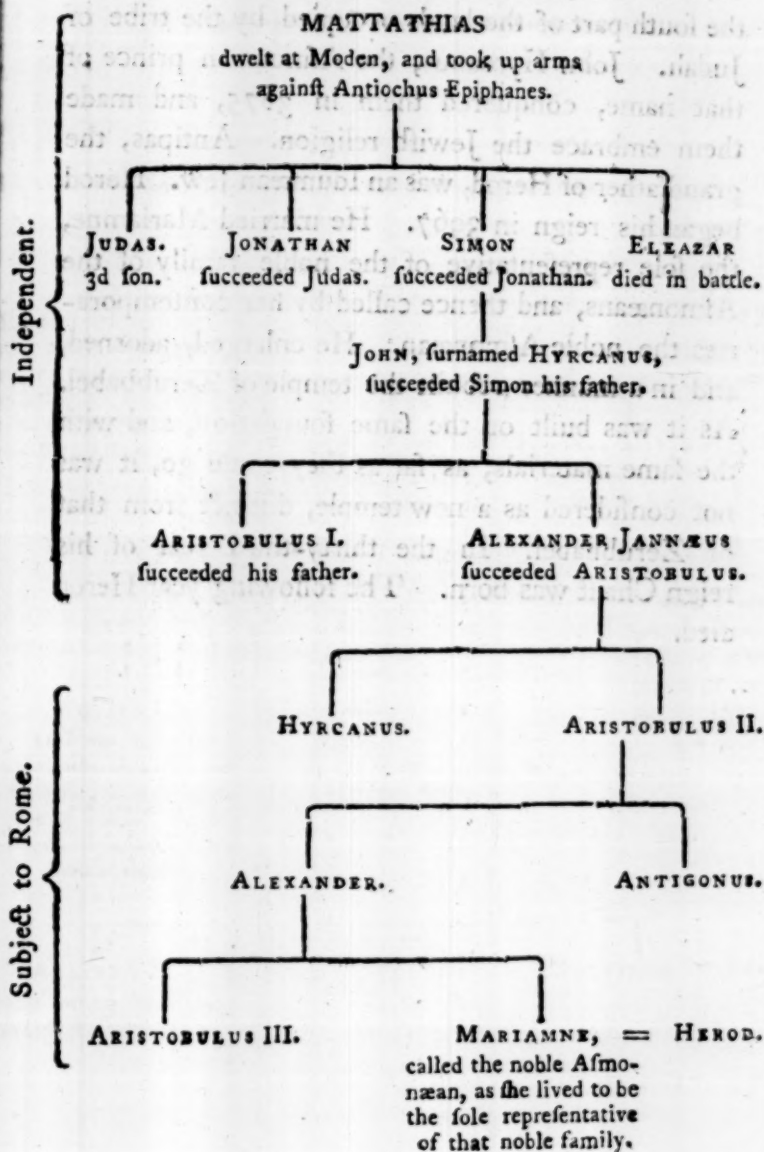 MATTATHIAS
dwelt at Moden, and took up arms
againſt Antiochus Epiphanes.
Independent.
JUDAS. JONATHAN SIMON ELEAZAR
3d ſon. ſucceeded Judas. ſucceeded Jonathan. died in battle.
JOHN, ſurnamed HYRCANUS,
ſucceeded Simon his father.
ARISTOBULUS I. ALEXANDER JANNÆUS
ſucceeded his father. ſucceeded ARISTOBULUS.
Subject to Rome.
HYRCANUS. ARISTOBULUS II.
ALEXANDER. ANTIGONUS.
ARISTOBULUS III. MARIAMNE, = HEROD.
called the noble Aſmo-
næan, as ſhe lived to be
the ſole repreſentative
of that noble family.